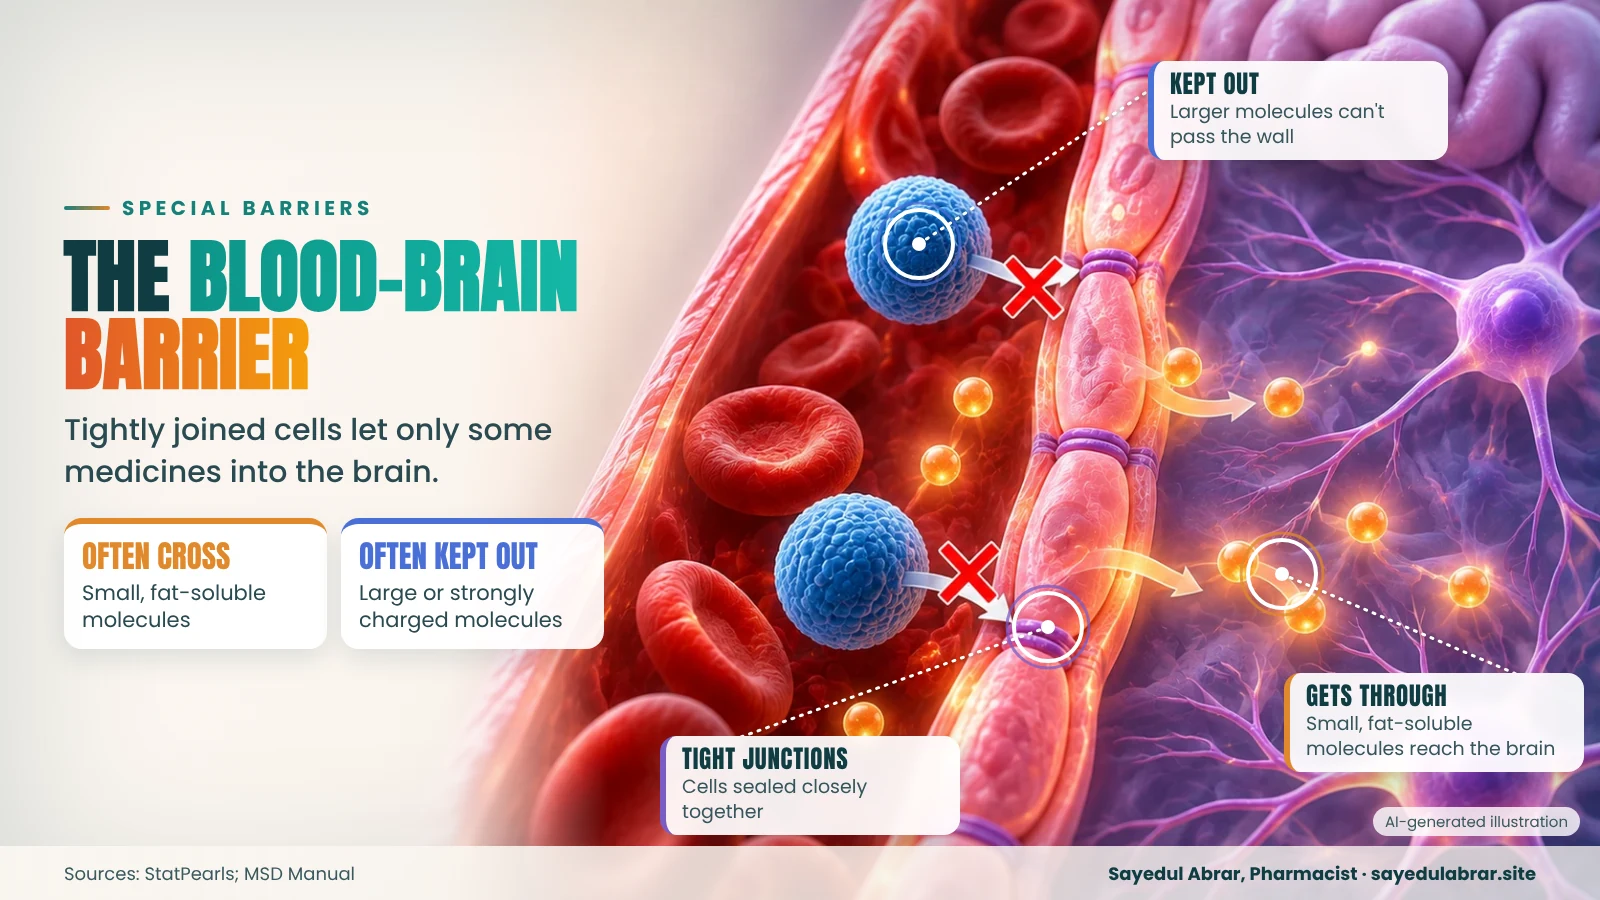 SPECIAL BARRIERS
THE BLOOD-BRAIN
BARRIER
Tightly joined cells let only some
medicines into the brain.
OFTEN CROSS
Small, fat-soluble
molecules
OFTEN KEPT OUT
Large or strongly
charged molecules
KEPT OUT
Larger molecules can't
pass the wall
TIGHT JUNCTIONS
Cells sealed closely
together
GETS THROUGH
Small, fat-soluble
molecules reach the brain
AI-generated illustration
Sources: StatPearls; MSD Manual
Sayedul Abrar, Pharmacist · sayedulabrar.site